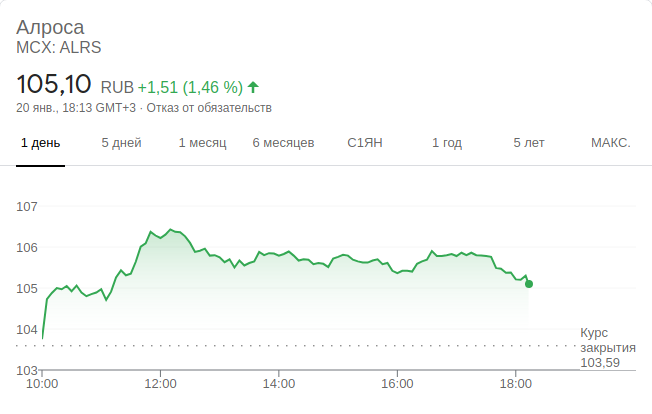 Алроса
MCX: ALRS
105,10 RUB +1,51 (1,46 %)
20 янв., 18:13 GMT+3 · Отказ от обязательств
1 день 5 дней 1 месяц 6 месяцев С1ЯН 1 год 5 лет МАКС.
107
106
105
104
Курс
закрытия
103,59
103
10:00 12:00 14:00 16:00 18:00